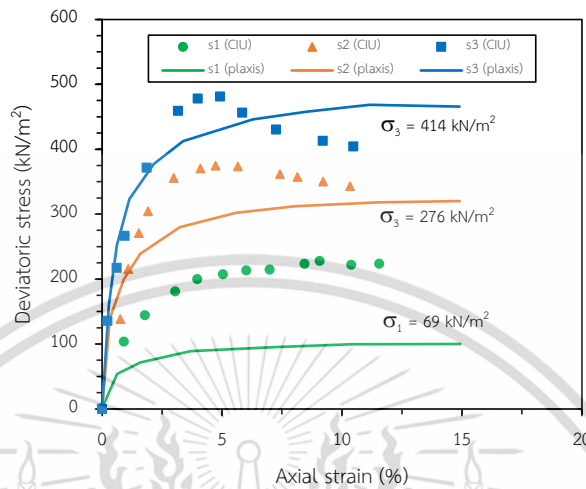 600
500
400
300
200
100
0
Deviatoric stress (kN/m²)
s1 (CIU) s2 (CIU) s3 (CIU)
s1 (plaxis) s2 (plaxis) s3 (plaxis)
σ₃ = 414 kN/m²
σ₃ = 276 kN/m²
σ₁ = 69 kN/m²
0 5 10 15 20
Axial strain (%)